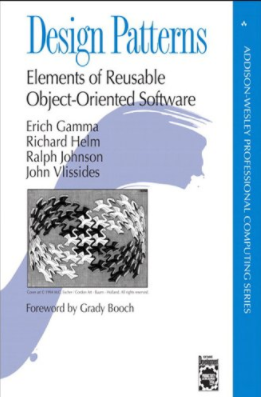 Design Patterns
Elements of Reusable
Object-Oriented Software
Erich Gamma
Richard Helm
Ralph Johnson
John Vlissides
Foreword by Grady Booch
ADDISON-WESLEY PROFESSIONAL COMPUTING SERIES